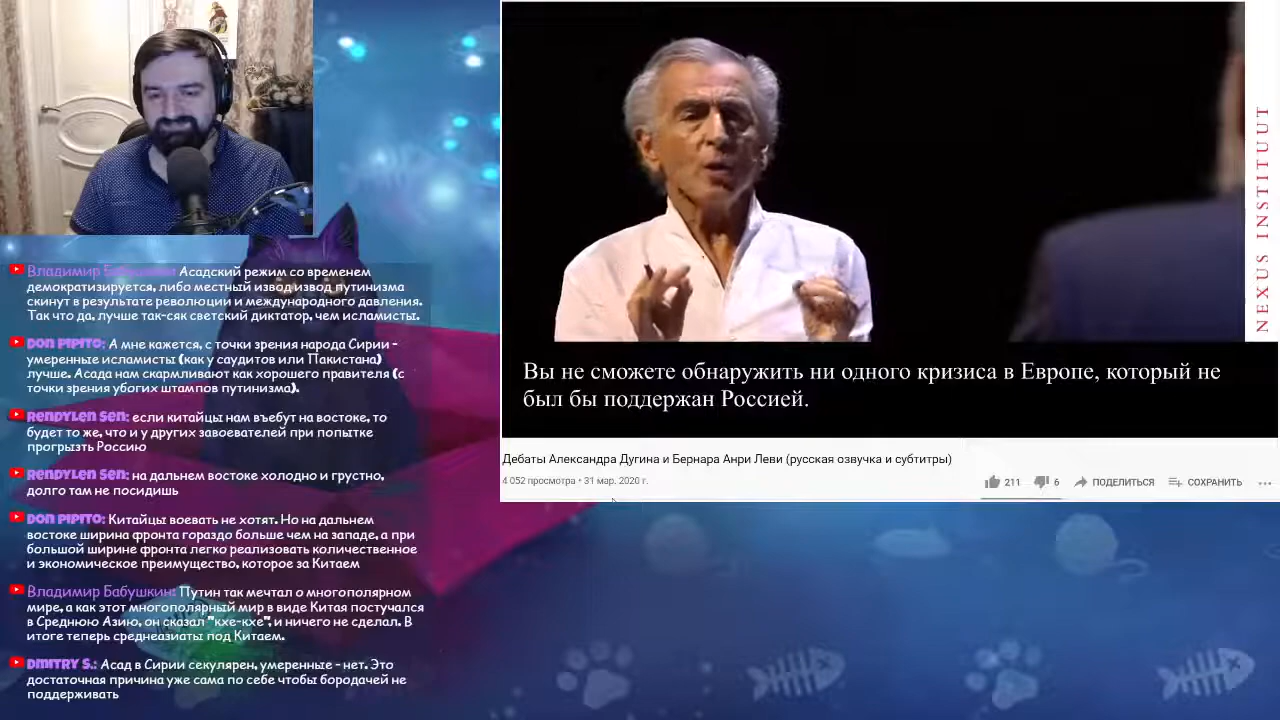 Владимир Бабушкин: Асадский режим со временем
демократизируется, либо местный извод извод путинизма
скинут в результате революции и международного давления.
Так что да, лучше так-сяк светский диктатор, чем исламисты.
Don Pipito: А мне кажется, с точки зрения народа Сирии -
умеренные исламисты (как у саудитов или Пакистана)
лучше. Асада нам скармливают как хорошего правителя (с
точки зрения убогих штампов путинизма).
Rendylen Sen: если китайцы нам въебут на востоке, то
будет то же, что и у других завоевателей при попытке
прогрызть Россию
Rendylen Sen: на дальнем востоке холодно и грустно,
долго там не посидишь
Don Pipito: Китайцы воевать не хотят. Но на дальнем
востоке ширина фронта гораздо больше чем на западе, а при
большой ширине фронта легко реализовать количественное
и экономическое преимущество, которое за Китаем
Владимир Бабушкин: Путин так мечтал о многополярном
мире, а как этот многополярный мир в виде Китая постучался
в Среднюю Азию, он сказал "кхе-кхе", и ничего не сделал. В
итоге теперь среднеазиаты под Китаем.
Dmitry S.: Асад в Сирии секулярен, умеренные - нет. Это
достаточная причина уже сама по себе чтобы бородачей не
поддерживать
NEXUS INSTITUUT
Вы не сможете обнаружить ни одного кризиса в Европе, который не
был бы поддержан Россией.
Дебаты Александра Дугина и Бернара Анри Леви (русская озвучка и субтитры)
4 052 просмотра • 31 мар. 2020 г.
211
6
ПОДЕЛИТЬСЯ
СОХРАНИТЬ